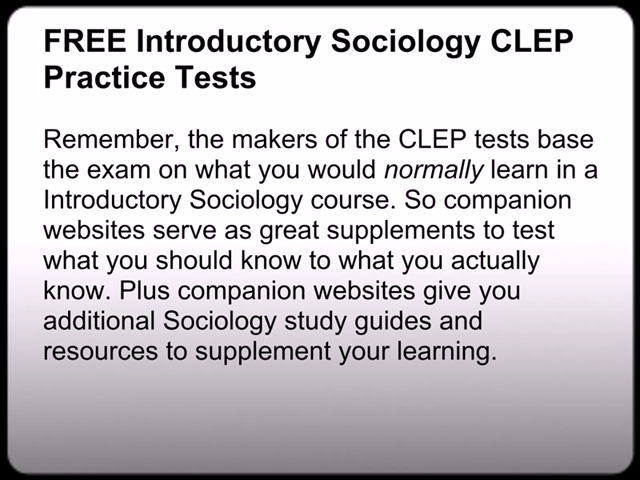 FREE Introductory Sociology CLEP
Practice Tests
Remember, the makers of the CLEP tests base
the exam on what you would normally learn in a
Introductory Sociology course. So companion
websites serve as great supplements to test
what you should know to what you actually
know. Plus companion websites give you
additional Sociology study guides and
resources to supplement your learning.